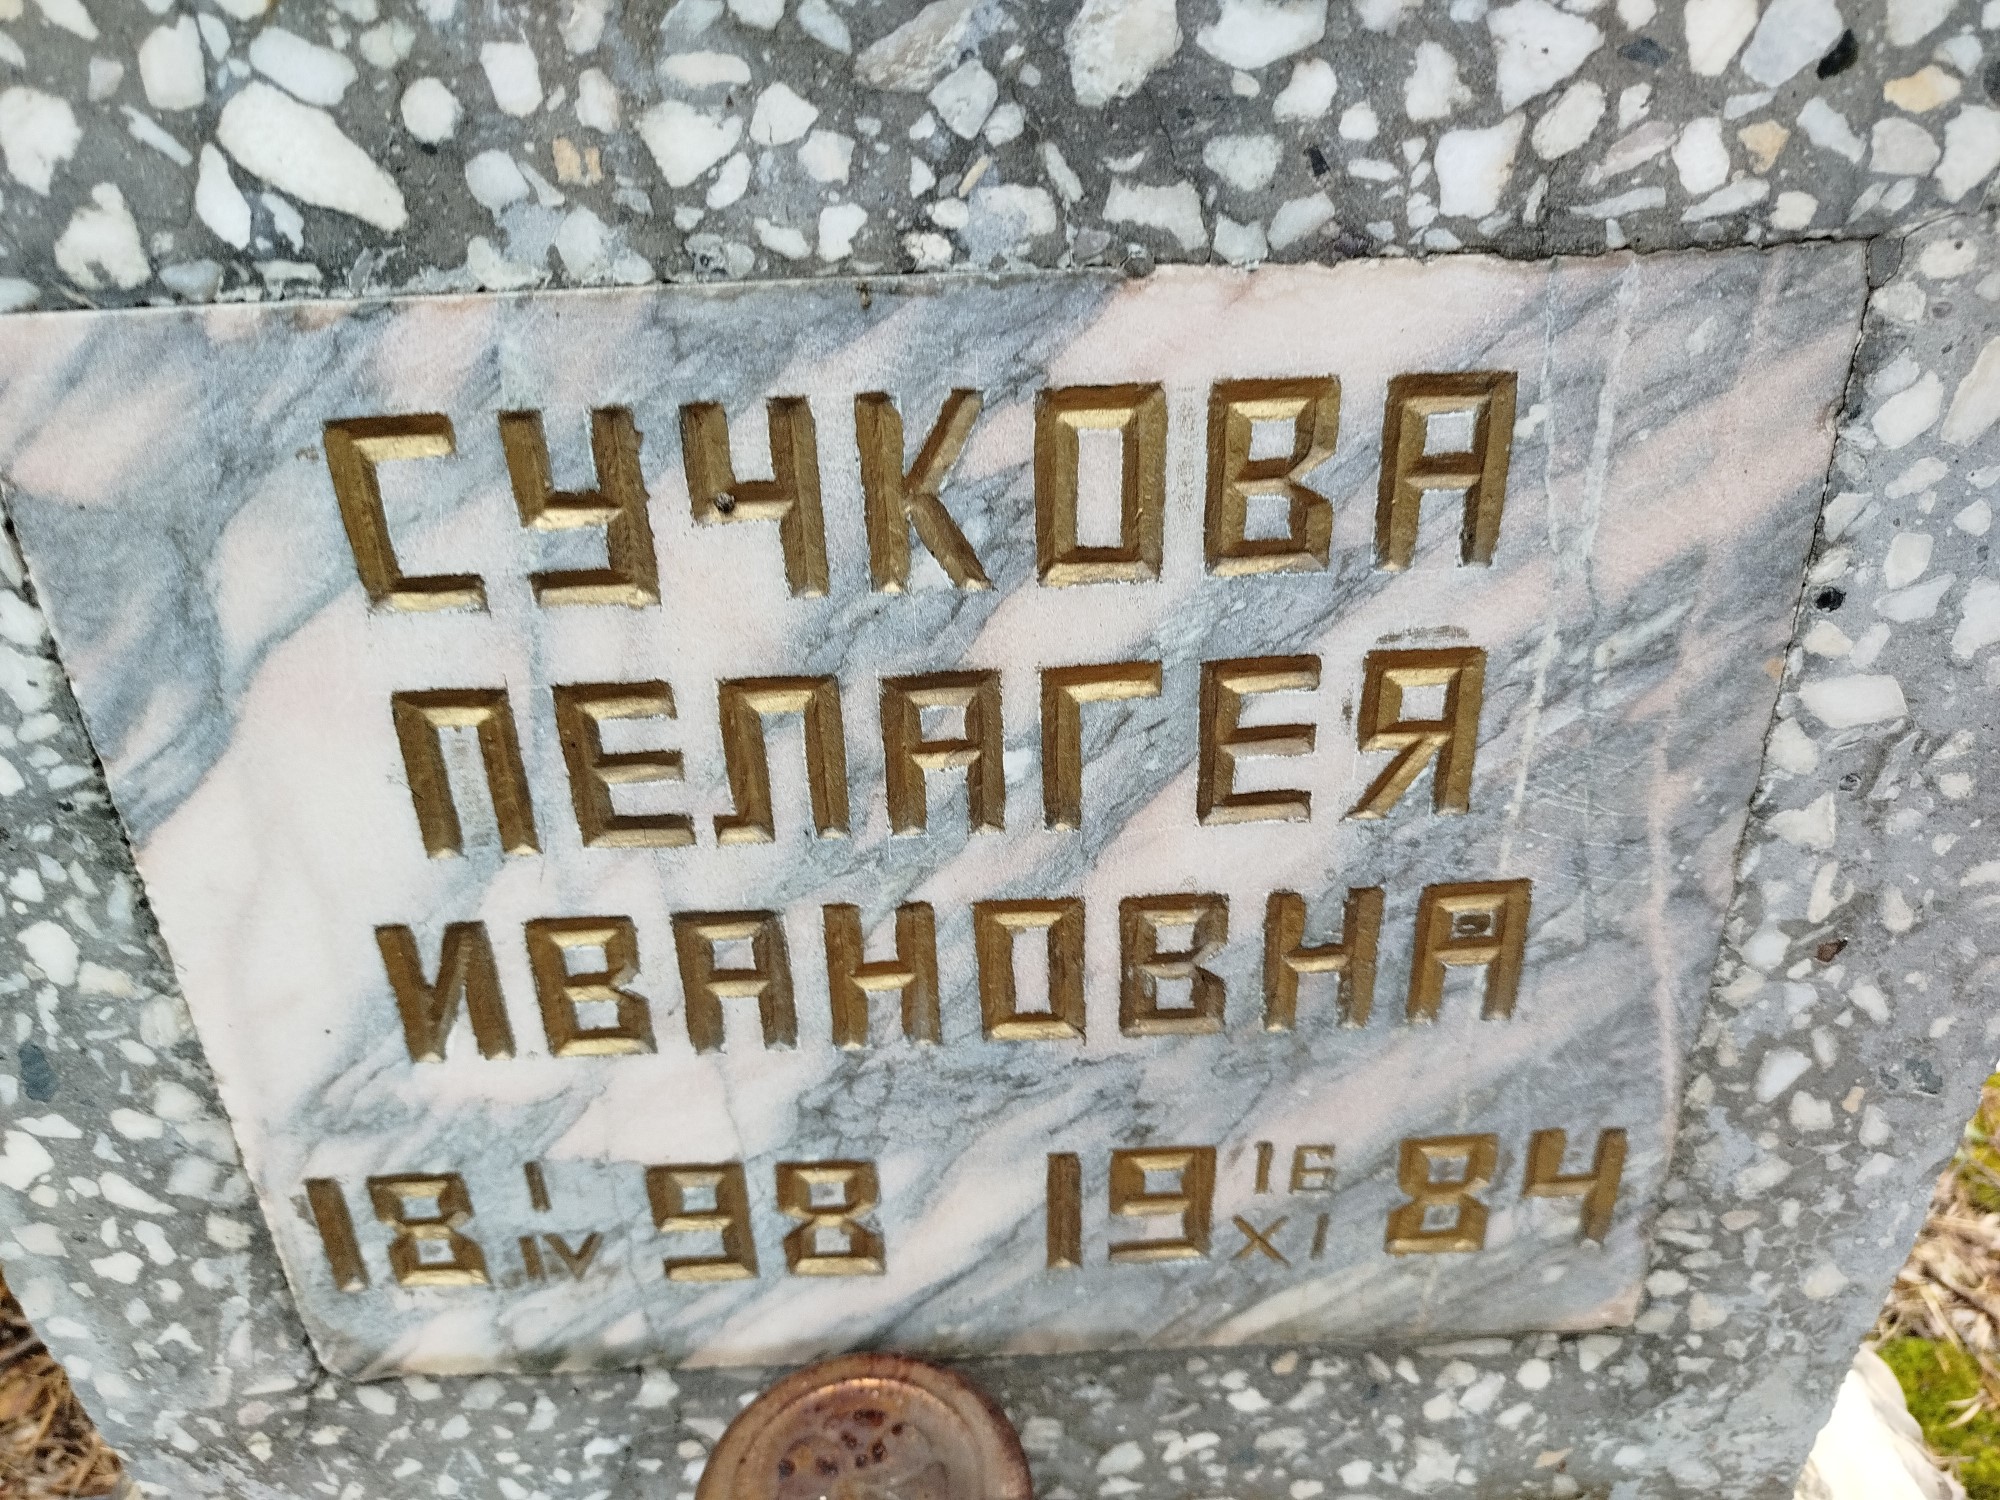 СУЧКОВА
ПЕЛАГЕЯ
ИВАНОВНА
18 I/IV 98 19 16/XI 84